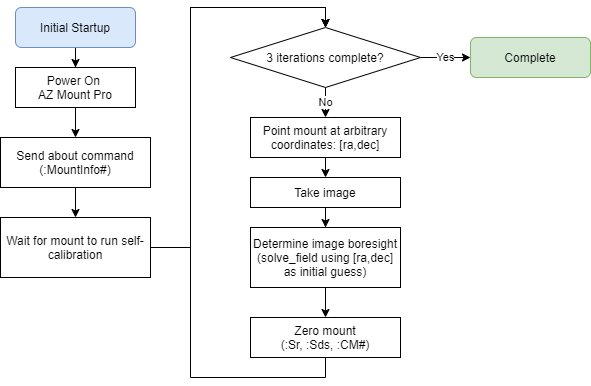 Initial Startup
Power On
AZ Mount Pro
Send about command
(:MountInfo#)
Wait for mount to run self-
calibration
3 iterations complete?
Yes
Complete
No
Point mount at arbitrary
coordinates: [ra,dec]
Take image
Determine image boresight
(solve_field using [ra,dec]
as initial guess)
Zero mount
(:Sr, :Sds, :CM#)